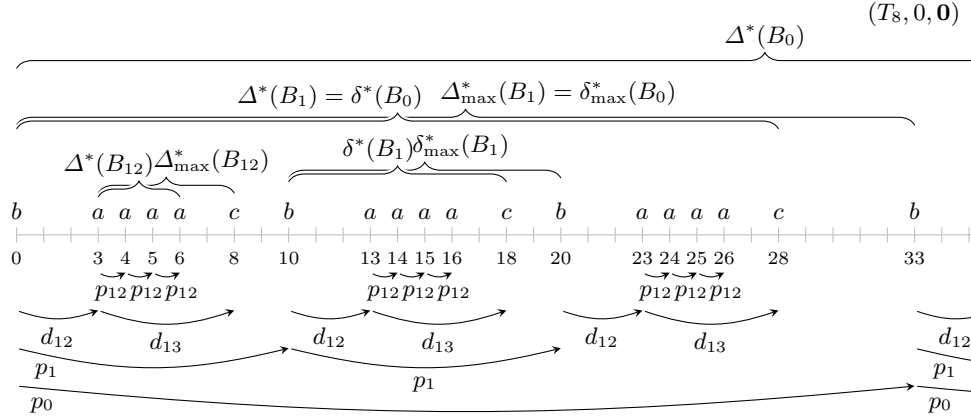 (T₈, 0, 𝟎)
Δ*(B₀)
Δ*(B₁) = δ*(B₀) Δ*ₘₐₓ(B₁) = δ*ₘₐₓ(B₀)
δ*(B₁) δ*ₘₐₓ(B₁)
Δ*(B₁₂) Δ*ₘₐₓ(B₁₂)
b a a a a c b a a a a c b a a a a c b
0 3 4 5 6 8 10 13 14 15 16 18 20 23 24 25 26 28 33
p₁₂ p₁₂ p₁₂ p₁₂ p₁₂ p₁₂ p₁₂ p₁₂ p₁₂
d₁₂ d₁₃ d₁₂ d₁₃ d₁₂ d₁₃ d₁₂
p₁ p₁ p₁
p₀ p₀